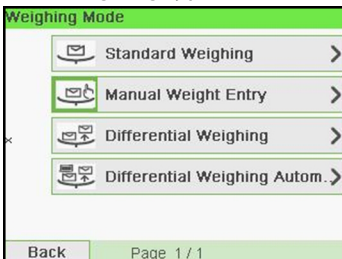 Weighing Mode
Standard Weighing
Manual Weight Entry
Differential Weighing
Differential Weighing Autom..
Back Page 1/1